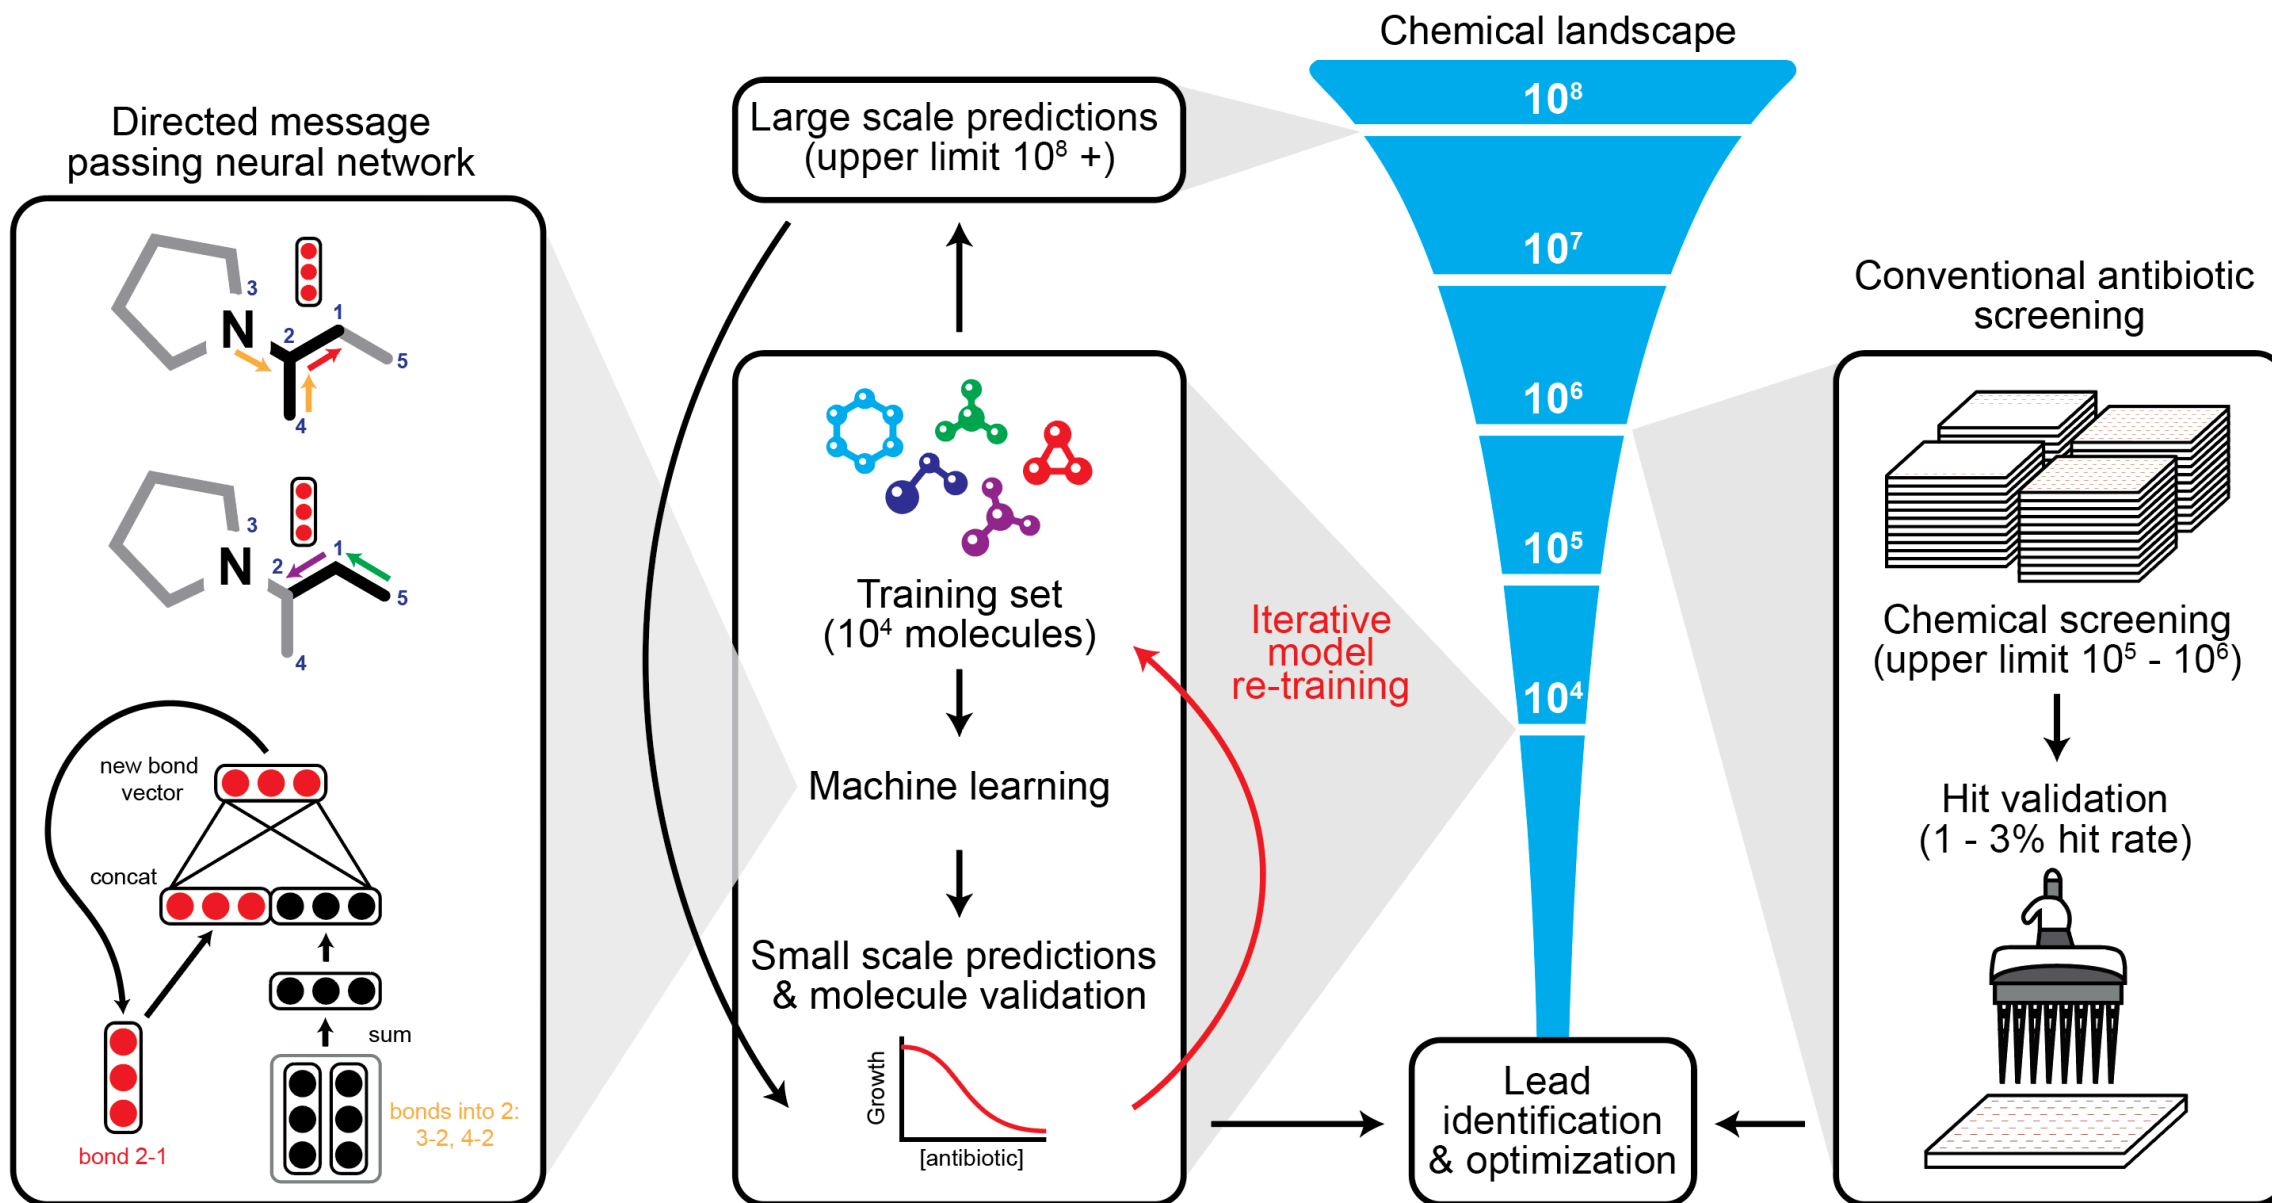 Directed message
passing neural network
3
N
2
1
5
4
3
N
2
1
5
4
new bond
vector
concat
sum
bond 2-1
bonds into 2:
3-2, 4-2
Large scale predictions
(upper limit 10⁸ +)
Training set
(10⁴ molecules)
Machine learning
Small scale predictions
& molecule validation
Growth
[antibiotic]
Iterative
model
re-training
Chemical landscape
10⁸
10⁷
10⁶
10⁵
10⁴
Lead
identification
& optimization
Conventional antibiotic
screening
Chemical screening
(upper limit 10⁵ - 10⁶)
Hit validation
(1 - 3% hit rate)